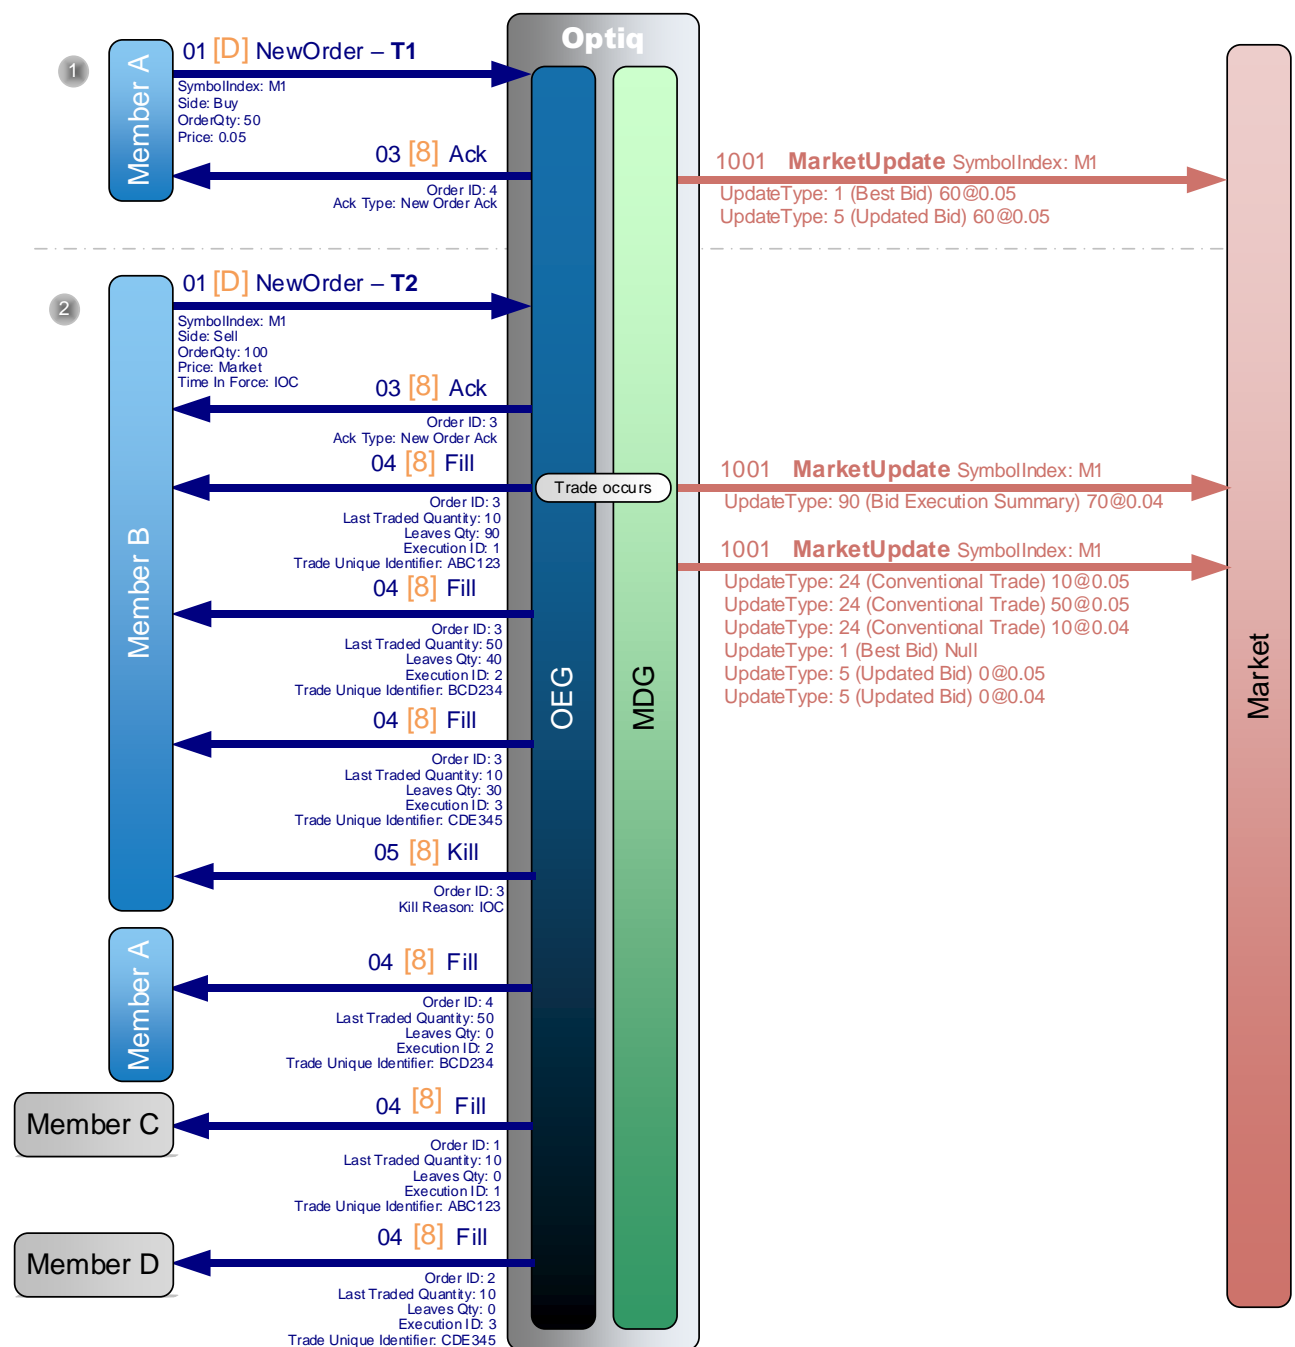 Optiq
1
Member A
01 [D] NewOrder – T1
SymbolIndex: M1
Side: Buy
OrderQty: 50
Price: 0.05
03 [8] Ack
Order ID: 4
Ack Type: New Order Ack
1001 MarketUpdate SymbolIndex: M1
UpdateType: 1 (Best Bid) 60@0.05
UpdateType: 5 (Updated Bid) 60@0.05
2
Member B
01 [D] NewOrder – T2
SymbolIndex: M1
Side: Sell
OrderQty: 100
Price: Market
Time In Force: IOC
03 [8] Ack
Order ID: 3
Ack Type: New Order Ack
04 [8] Fill
Trade occurs
Order ID: 3
Last Traded Quantity: 10
Leaves Qty: 90
Execution ID: 1
Trade Unique Identifier: ABC123
1001 MarketUpdate SymbolIndex: M1
UpdateType: 90 (Bid Execution Summary) 70@0.04
1001 MarketUpdate SymbolIndex: M1
UpdateType: 24 (Conventional Trade) 10@0.05
UpdateType: 24 (Conventional Trade) 50@0.05
UpdateType: 24 (Conventional Trade) 10@0.04
UpdateType: 1 (Best Bid) Null
UpdateType: 5 (Updated Bid) 0@0.05
UpdateType: 5 (Updated Bid) 0@0.04
04 [8] Fill
Order ID: 3
Last Traded Quantity: 50
Leaves Qty: 40
Execution ID: 2
Trade Unique Identifier: BCD234
OEG
MDG
Market
04 [8] Fill
Order ID: 3
Last Traded Quantity: 10
Leaves Qty: 30
Execution ID: 3
Trade Unique Identifier: CDE345
05 [8] Kill
Order ID: 3
Kill Reason: IOC
Member A
04 [8] Fill
Order ID: 4
Last Traded Quantity: 50
Leaves Qty: 0
Execution ID: 2
Trade Unique Identifier: BCD234
Member C
04 [8] Fill
Order ID: 1
Last Traded Quantity: 10
Leaves Qty: 0
Execution ID: 1
Trade Unique Identifier: ABC123
Member D
04 [8] Fill
Order ID: 2
Last Traded Quantity: 10
Leaves Qty: 0
Execution ID: 3
Trade Unique Identifier: CDE345